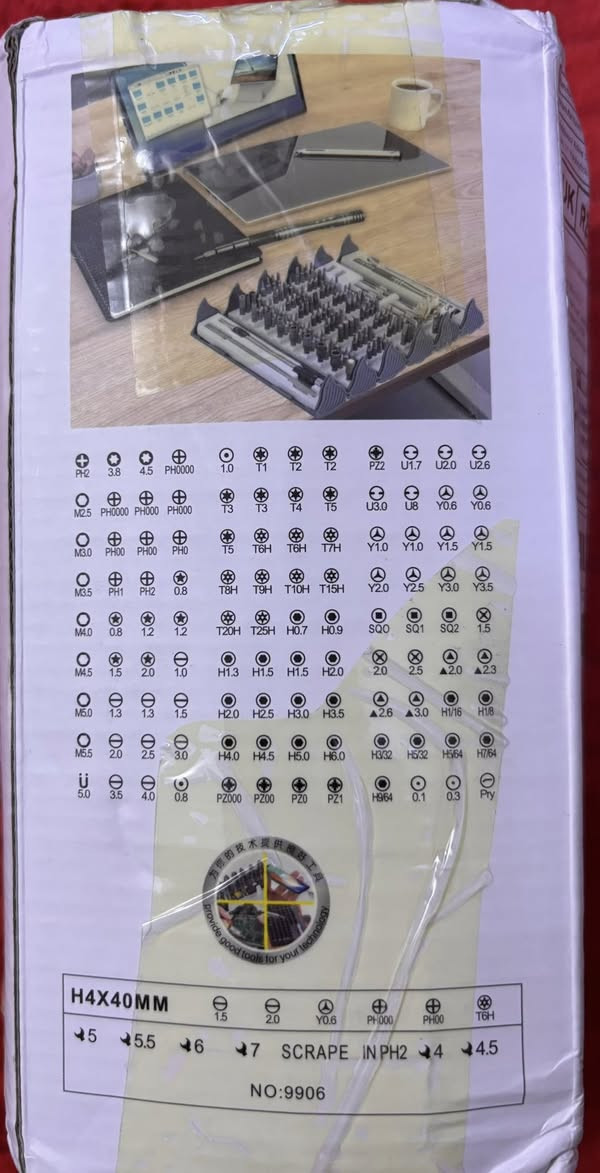 PH2 3.8 4.5 PH0000 1.0 T1 T2 T2 PZ2 U1.7 U2.0 U2.6
M2.5 PH0000 PH000 PH000 T3 T3 T4 T5 U3.0 U8 Y0.6 Y0.6
M3.0 PH00 PH00 PH0 T5 T6H T6H T7H Y1.0 Y1.0 Y1.5 Y1.5
M3.5 PH1 PH2 0.8 T8H T9H T10H T15H Y2.0 Y2.5 Y3.0 Y3.5
M4.0 0.8 1.2 1.2 T20H T25H H0.7 H0.9 SQ0 SQ1 SQ2 1.5
M4.5 1.5 2.0 1.0 H1.3 H1.5 H1.5 H2.0 2.0 2.5 ▲2.0 ▲2.3
M5.0 1.3 1.3 1.5 H2.0 H2.5 H3.0 H3.5 ▲2.6 ▲3.0 H1/16 H1/8
M5.5 2.0 2.5 3.0 H4.0 H4.5 H5.0 H6.0 H3/32 H5/32 H5/64 H7/64
5.0 3.5 4.0 0.8 PZ000 PZ00 PZ0 PZ1 H9/64 0.1 0.3 Pry
为您的技术提供
工具
provide good tools for your technology
H4X40MM 1.5 2.0 Y0.6 PH000 PH00 T6H
5 5.5 6 7 SCRAPE IN PH2 4 4.5
NO:9906